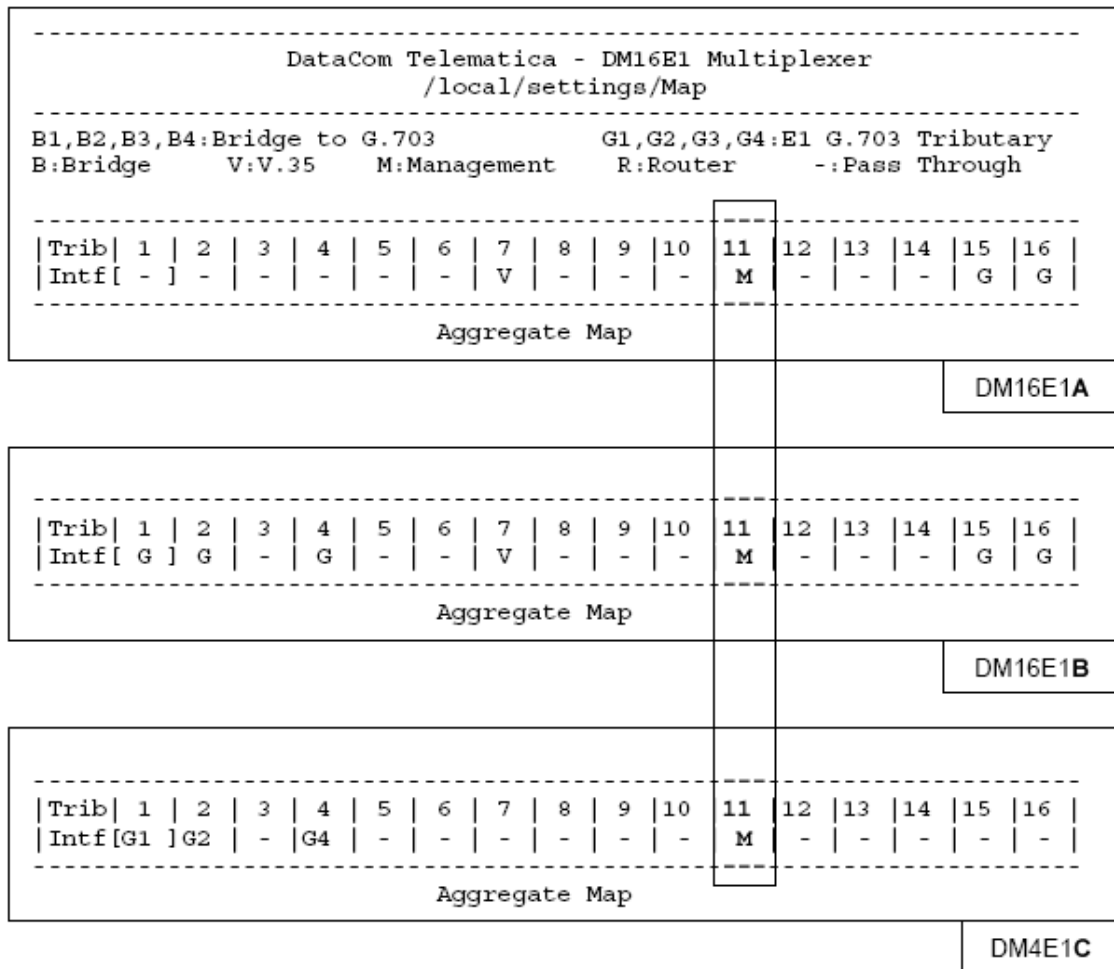 --------------------------------------------------------------------
DataCom Telematica - DM16E1 Multiplexer
/local/settings/Map
--------------------------------------------------------------------
B1,B2,B3,B4:Bridge to G.703 G1,G2,G3,G4:E1 G.703 Tributary
B:Bridge V:V.35 M:Management R:Router -:Pass Through
--------------------------------------------------------------------
|Trib| 1 | 2 | 3 | 4 | 5 | 6 | 7 | 8 | 9 |10 |11 |12 |13 |14 |15 |16 |
|Intf[ - ] - | - | - | - | - | V | - | - | - | M | - | - | - | G | G |
--------------------------------------------------------------------
Aggregate Map
DM16E1A
--------------------------------------------------------------------
|Trib| 1 | 2 | 3 | 4 | 5 | 6 | 7 | 8 | 9 |10 |11 |12 |13 |14 |15 |16 |
|Intf[ G ] G | - | G | - | - | V | - | - | - | M | - | - | - | G | G |
--------------------------------------------------------------------
Aggregate Map
DM16E1B
--------------------------------------------------------------------
|Trib| 1 | 2 | 3 | 4 | 5 | 6 | 7 | 8 | 9 |10 |11 |12 |13 |14 |15 |16 |
|Intf[G1 ]G2 | - |G4 | - | - | - | - | - | - | M | - | - | - | - | - |
--------------------------------------------------------------------
Aggregate Map
DM4E1C